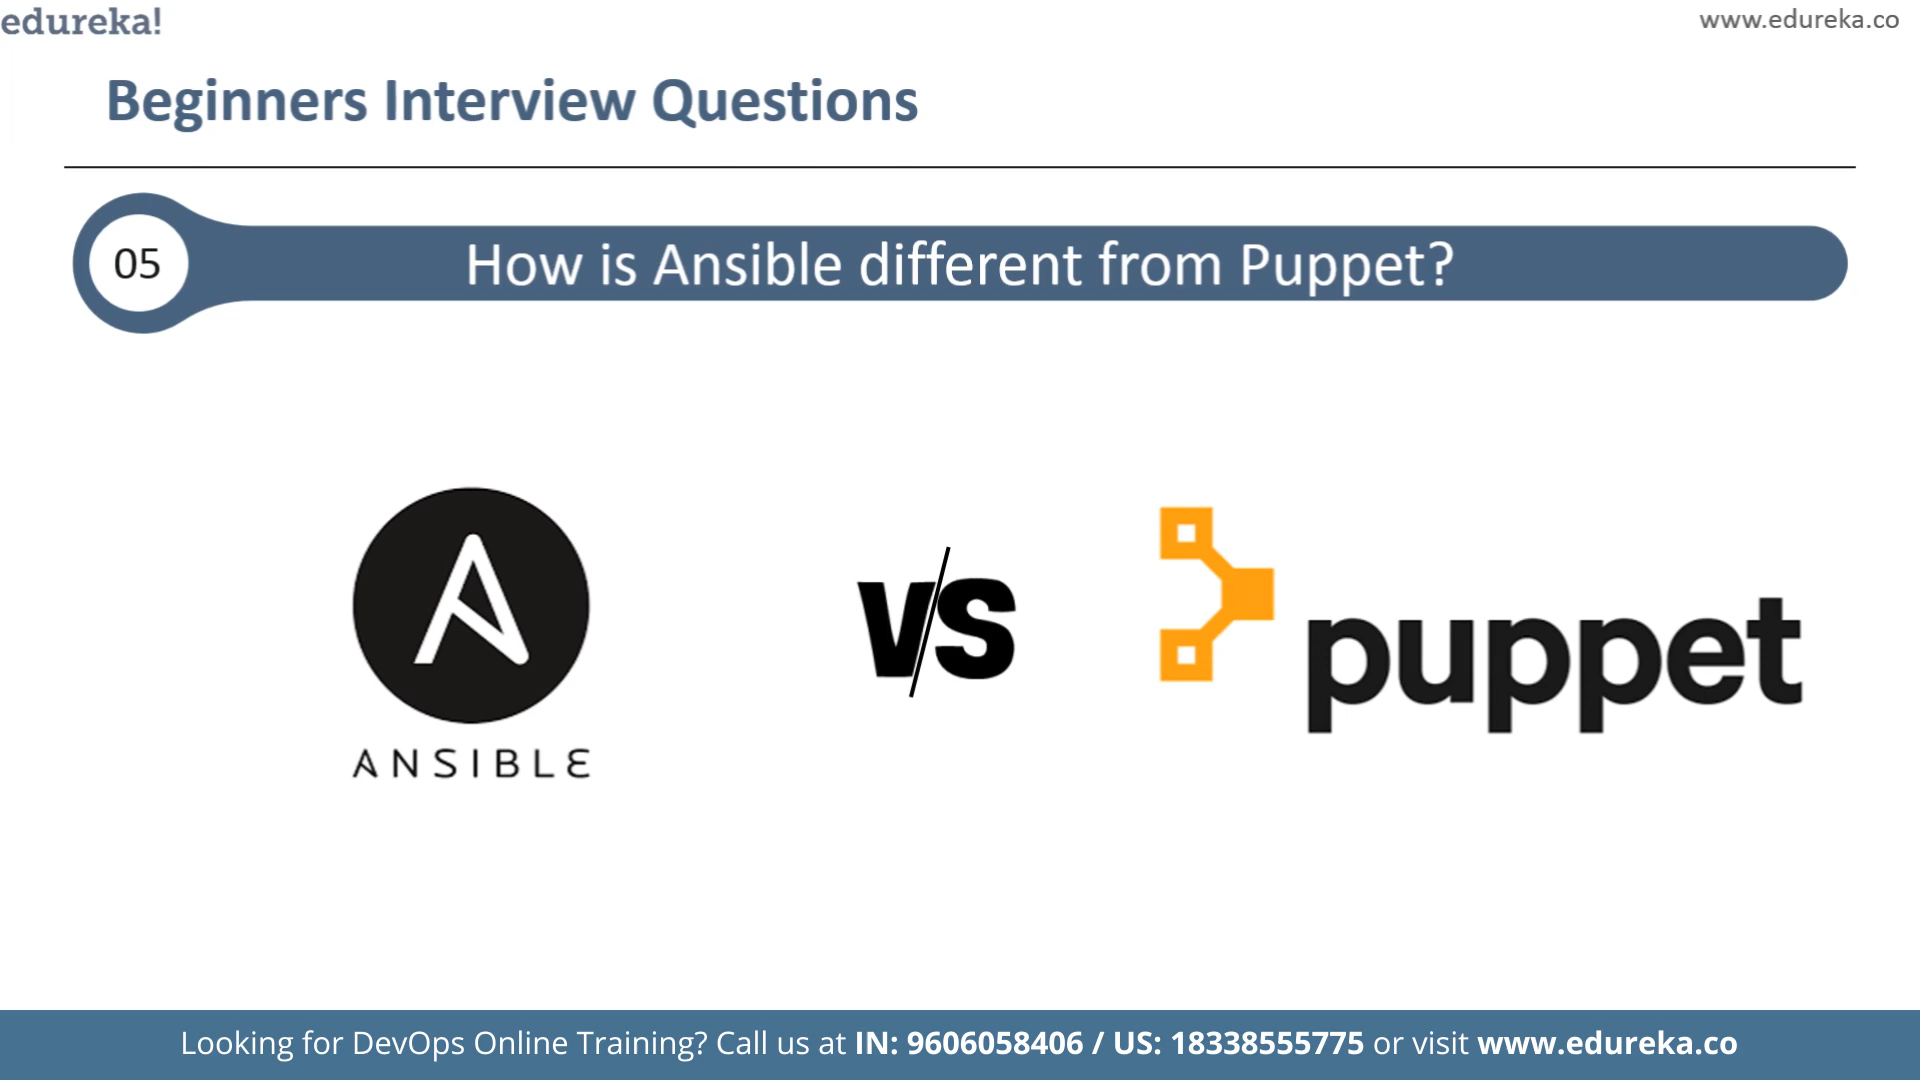 edureka!
www.edureka.co
Beginners Interview Questions
05
How is Ansible different from Puppet?
VS
puppet
ANSIBLE
Looking for DevOps Online Training? Call us at IN: 9606058406 / US: 18338555775 or visit www.edureka.co